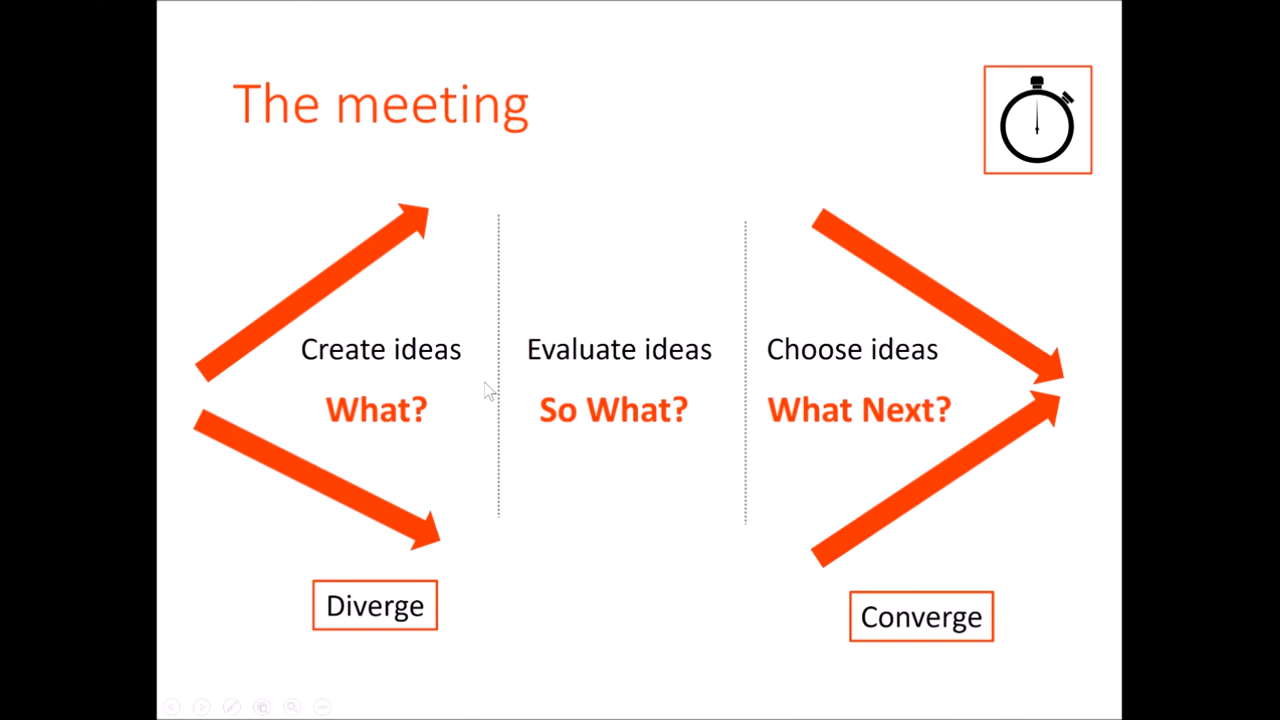 The meeting
Create ideas
What?
Evaluate ideas
So What?
Choose ideas
What Next?
Diverge
Converge